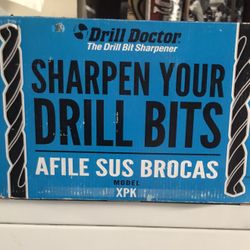 Drill Doctor®
The Drill Bit Sharpener
SHARPEN YOUR
DRILL BITS
AFILE SUS BROCAS
MODEL
XPK